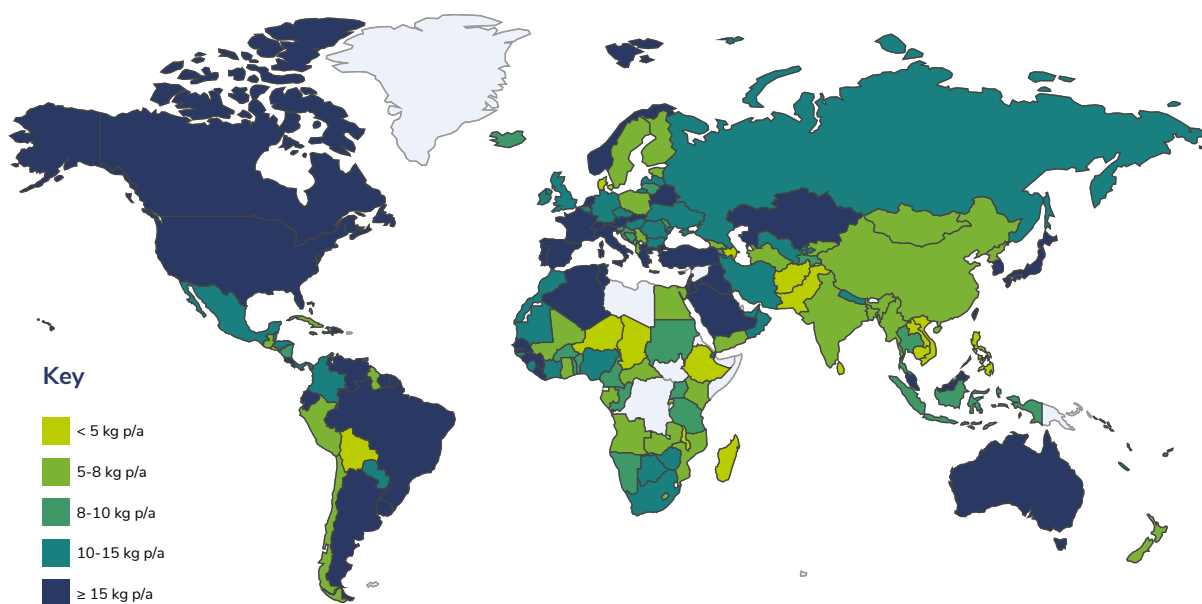 Key
< 5 kg p/a
5-8 kg p/a
8-10 kg p/a
10-15 kg p/a
≥ 15 kg p/a